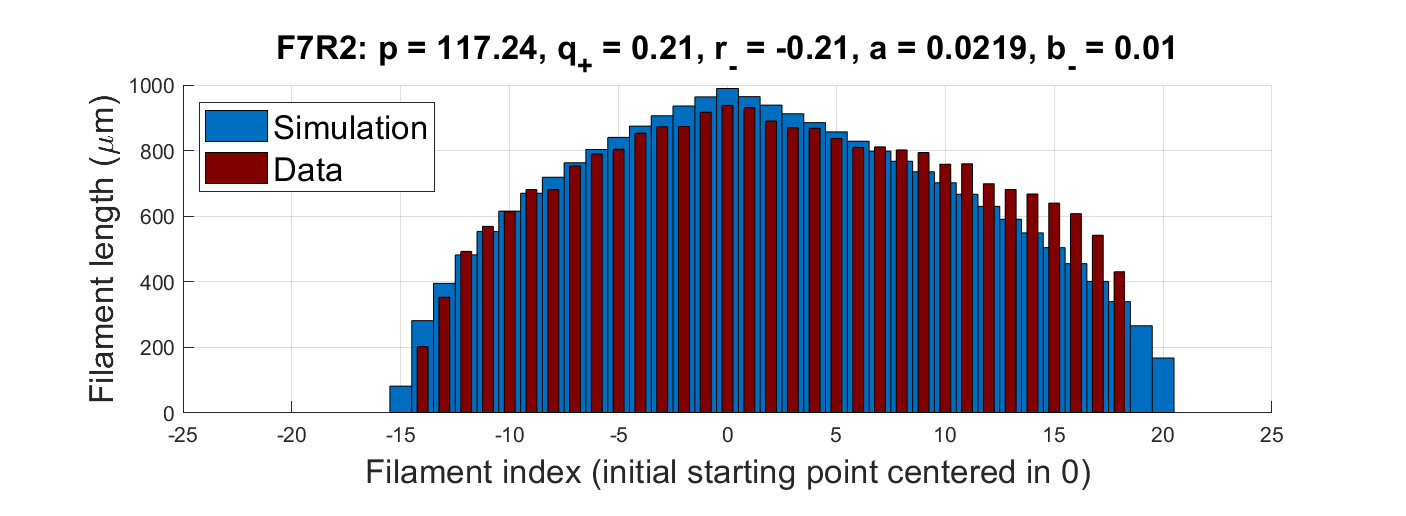 F7R2: p = 117.24, q₊ = 0.21, r₋ = -0.21, a = 0.0219, b₋ = 0.01
Simulation
Data
Filament length (μm)
1000
800
600
400
200
0
-25 -20 -15 -10 -5 0 5 10 15 20 25
Filament index (initial starting point centered in 0)